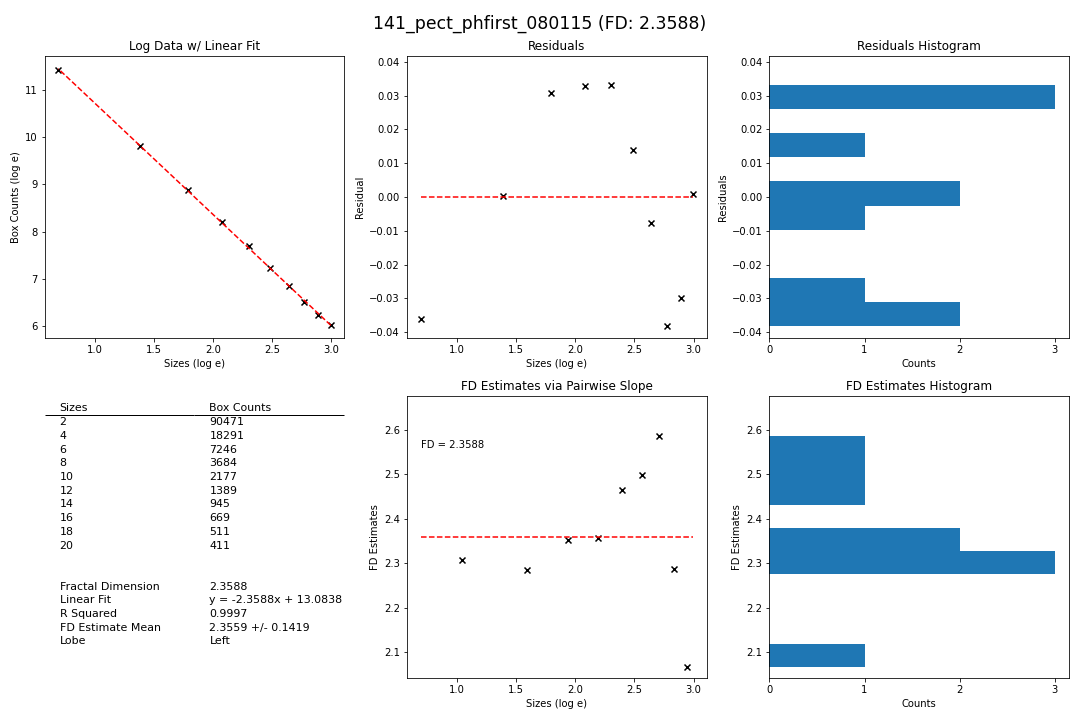 141_pect_phfirst_080115 (FD: 2.3588)
Log Data w/ Linear Fit
Box Counts (log e)
11
10
9
8
7
6
1.0 1.5 2.0 2.5 3.0
Sizes (log e)
Residuals
Residual
0.04
0.03
0.02
0.01
0.00
−0.01
−0.02
−0.03
−0.04
1.0 1.5 2.0 2.5 3.0
Sizes (log e)
Residuals Histogram
Residuals
0.04
0.03
0.02
0.01
0.00
−0.01
−0.02
−0.03
−0.04
0 1 2 3
Counts
Sizes Box Counts
2 90471
4 18291
6 7246
8 3684
10 2177
12 1389
14 945
16 669
18 511
20 411
Fractal Dimension 2.3588
Linear Fit y = -2.3588x + 13.0838
R Squared 0.9997
FD Estimate Mean 2.3559 +/- 0.1419
Lobe Left
FD Estimates via Pairwise Slope
FD Estimates
2.6
2.5
2.4
2.3
2.2
2.1
FD = 2.3588
1.0 1.5 2.0 2.5 3.0
Sizes (log e)
FD Estimates Histogram
FD Estimates
2.6
2.5
2.4
2.3
2.2
2.1
0 1 2 3
Counts